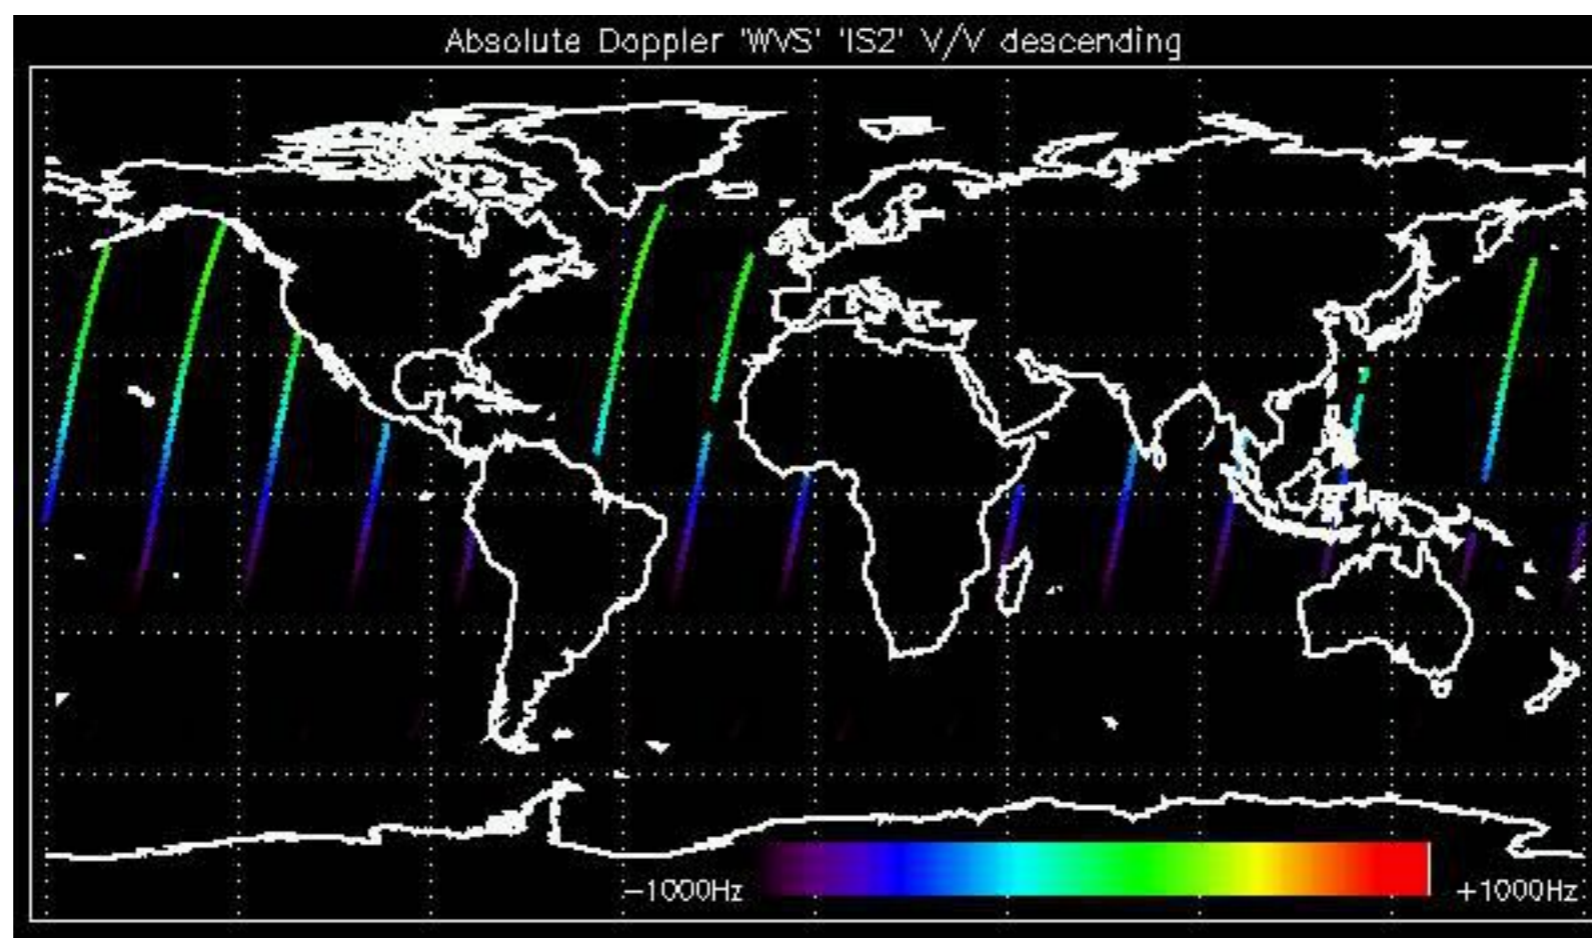 Absolute Doppler 'WVS' 'IS2' V/V descending
-1000Hz
+1000Hz